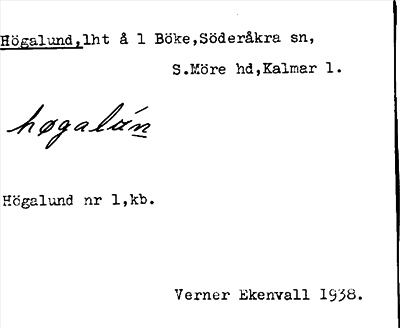 Högalund,lht å 1 Böke,Söderåkra sn,
S.Möre hd,Kalmar l.
høgalún
Högalund nr 1,kb.
Verner Ekenvall 1938.